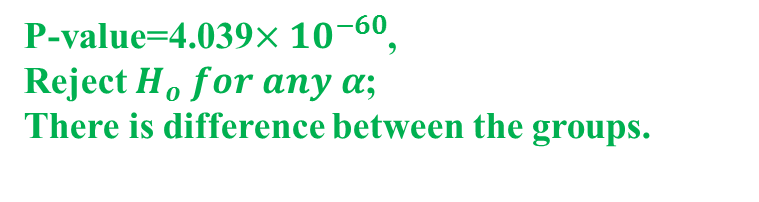 P-value=4.039× 10⁻⁶⁰,
Reject Hₒ for any α;
There is difference between the groups.